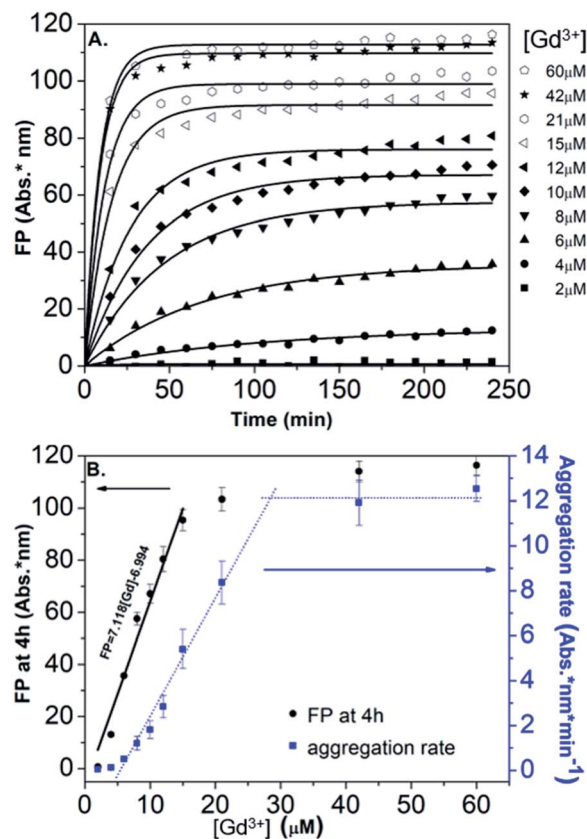 A.
[Gd³⁺]
60μM
42μM
21μM
15μM
12μM
10μM
8μM
6μM
4μM
2μM
FP (Abs.* nm)
120
100
80
60
40
20
0
0 50 100 150 200 250
Time (min)
B.
FP at 4h (Abs.*nm)
120
100
80
60
40
20
0
FP=7.118[Gd]-6.994
FP at 4h
aggregation rate
14
12
10
8
6
4
2
0
Aggregation rate (Abs.*nm*min⁻¹)
0 10 20 30 40 50 60
[Gd³⁺] (μM)